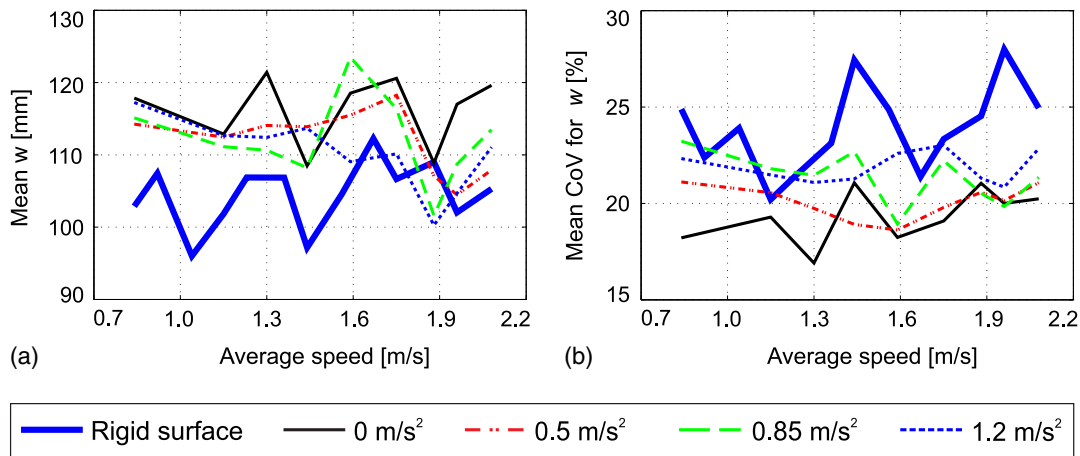 130
120
110
100
90
Mean w [mm]
0.7 1.0 1.3 1.6 1.9 2.2
Average speed [m/s]
(a)
30
25
20
15
Mean CoV for w [%]
0.7 1.0 1.3 1.6 1.9 2.2
Average speed [m/s]
(b)
Rigid surface 0 m/s² 0.5 m/s² 0.85 m/s² 1.2 m/s²